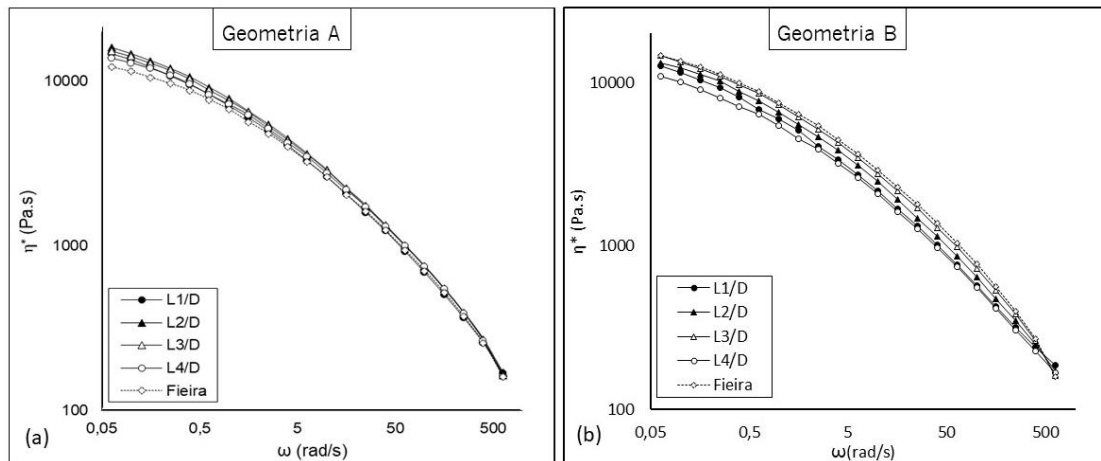 Geometria A
10000
1000
100
η* (Pa.s)
L1/D
L2/D
L3/D
L4/D
Fieira
(a)
0,05
0,5
5
50
500
ω (rad/s)
Geometria B
10000
1000
100
η* (Pa.s)
L1/D
L2/D
L3/D
L4/D
Fieira
(b)
0,05
0,5
5
50
500
ω(rad/s)